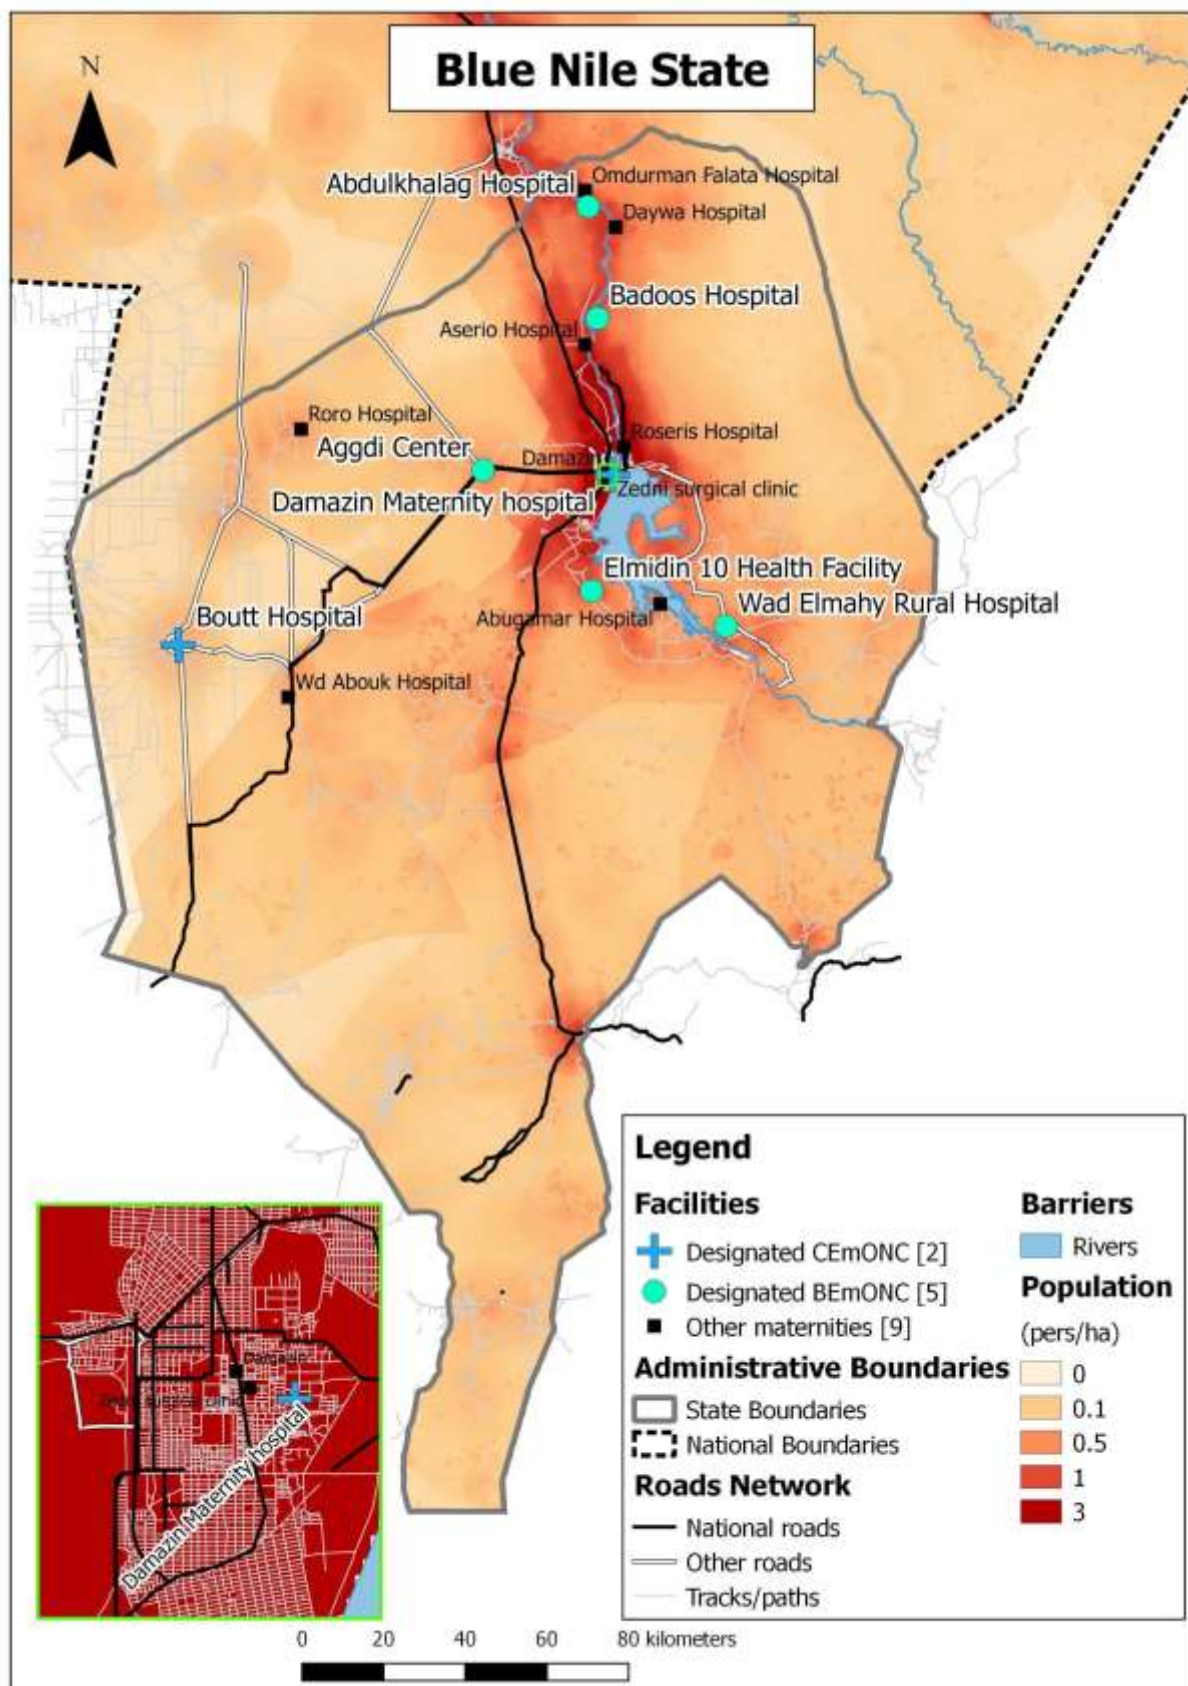 Blue Nile State
N
Omdurman Falata Hospital
Abdulkhalag Hospital
Daywa Hospital
Badoos Hospital
Aserio Hospital
Roro Hospital
Roseris Hospital
Aggdi Center
Damazin
Zedni surgical clinic
Damazin Maternity hospital
Elmidin 10 Health Facility
Wad Elmahy Rural Hospital
Boutt Hospital
Abugamar Hospital
Wd Abouk Hospital
Legend
Facilities
Designated CEmONC [2]
Designated BEmONC [5]
Other maternities [9]
Administrative Boundaries
State Boundaries
National Boundaries
Roads Network
National roads
Other roads
Tracks/paths
Barriers
Rivers
Population
(pers/ha)
0
0.1
0.5
1
3
Damazin Maternity hospital
0 20 40 60 80 kilometers